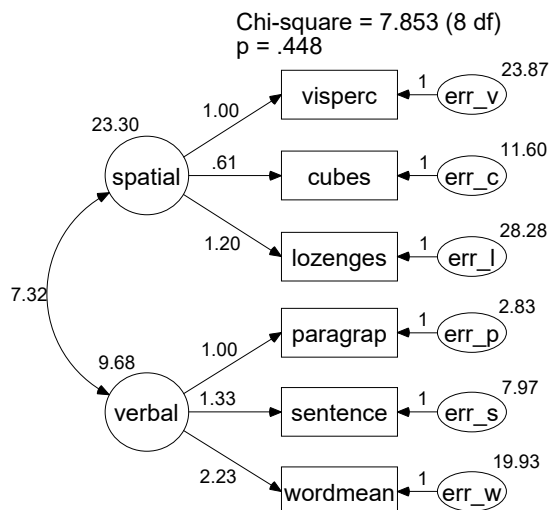 Chi-square = 7.853 (8 df)
p = .448
23.87
1.00 visperc 1 err_v
23.30
11.60
spatial .61 cubes 1 err_c
28.28
1.20 lozenges 1 err_l
7.32
2.83
1.00 paragrap 1 err_p
9.68
7.97
verbal 1.33 sentence 1 err_s
19.93
2.23 wordmean 1 err_w